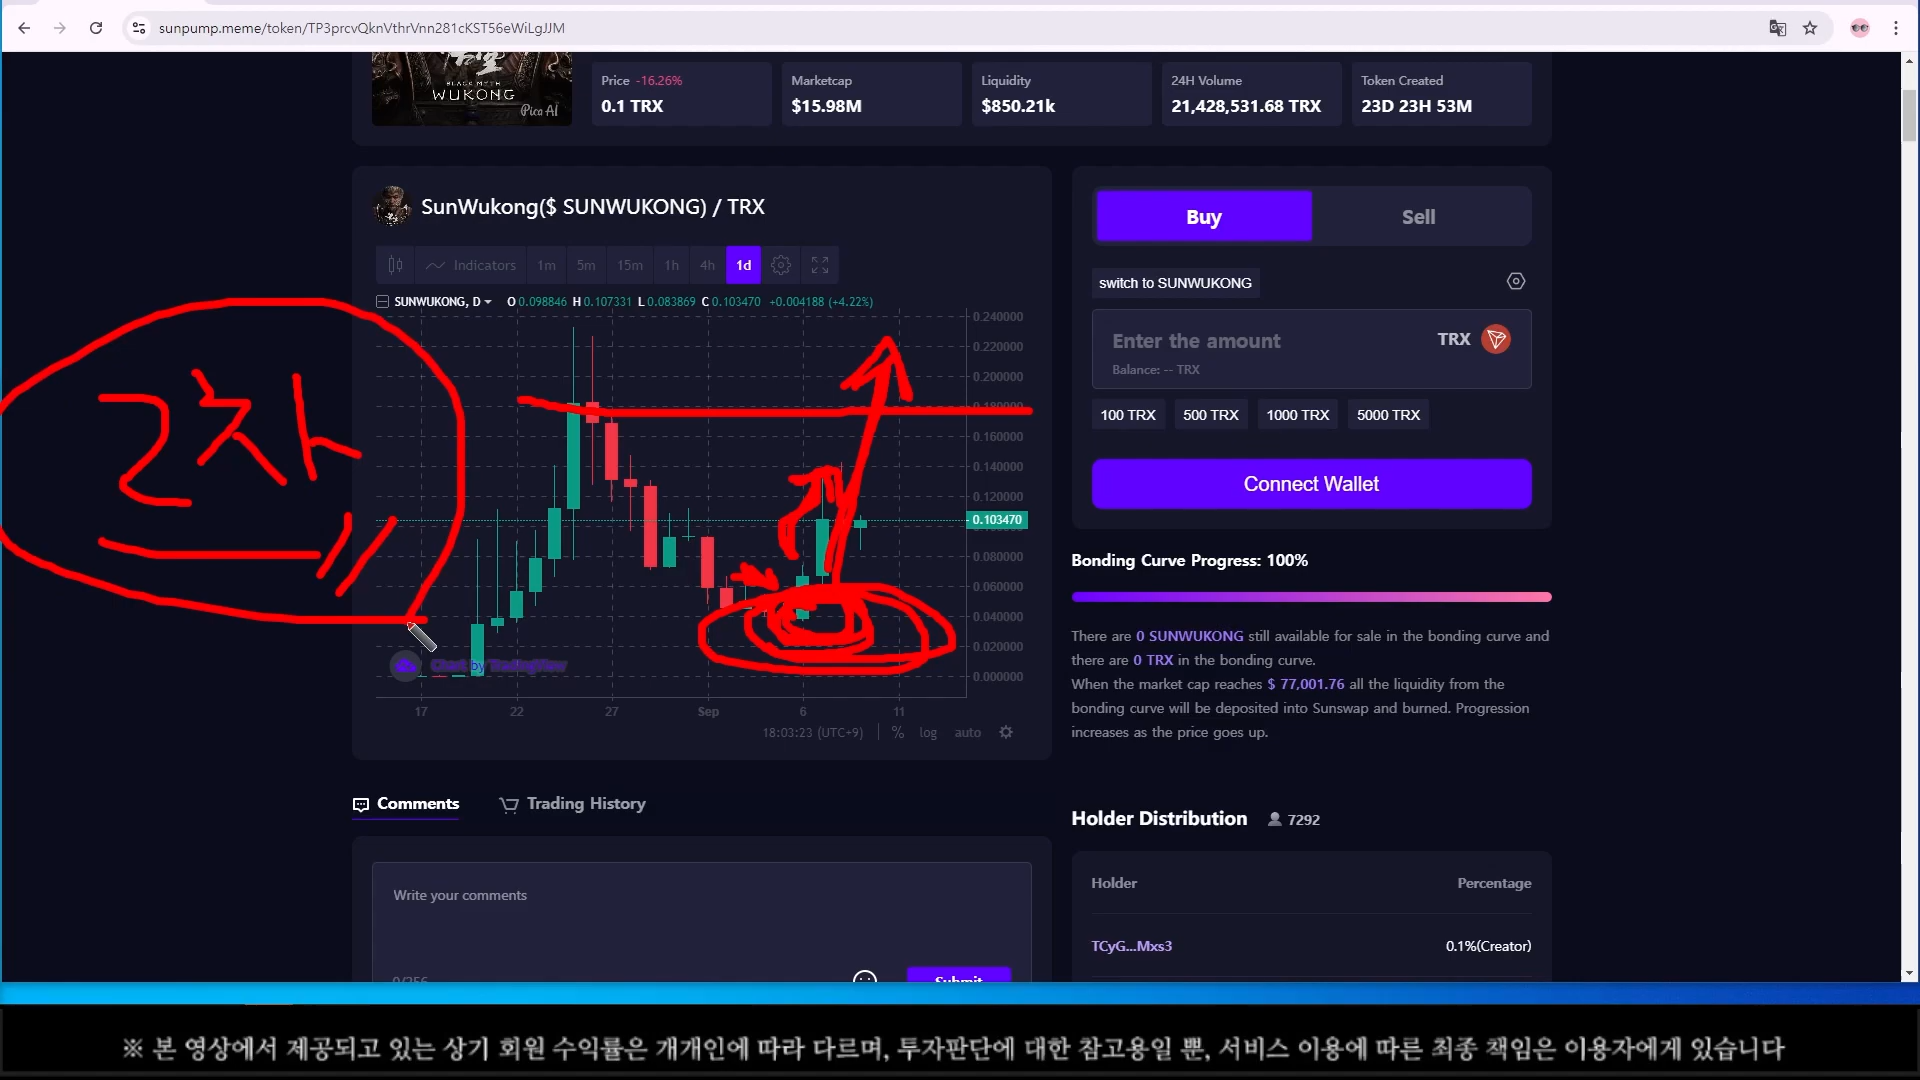 sunpump.meme/token/TP3prcvQknVthrVnn281cKST56eWiLgJJM
BLACK MYTH
WUKONG
Pica AI
Price -16.26%
0.1 TRX
Marketcap
$15.98M
Liquidity
$850.21k
24H Volume
21,428,531.68 TRX
Token Created
23D 23H 53M
SunWukong($ SUNWUKONG) / TRX
Indicators 1m 5m 15m 1h 4h 1d
SUNWUKONG, D O 0.098846 H 0.107331 L 0.083869 C 0.103470 +0.004188 (+4.22%)
0.240000
0.220000
0.200000
0.180000
0.160000
0.140000
0.120000
0.103470
0.080000
0.060000
0.040000
0.020000
0.000000
2차
Chart by TradingView
17 22 27 Sep 6 11
18:03:23 (UTC+9) % log auto
Buy Sell
switch to SUNWUKONG
Enter the amount
TRX
Balance: -- TRX
100 TRX 500 TRX 1000 TRX 5000 TRX
Connect Wallet
Bonding Curve Progress: 100%
There are 0 SUNWUKONG still available for sale in the bonding curve and
there are 0 TRX in the bonding curve.
When the market cap reaches $ 77,001.76 all the liquidity from the
bonding curve will be deposited into Sunswap and burned. Progression
increases as the price goes up.
Comments Trading History
Write your comments
0/256
Submit
Holder Distribution 7292
Holder Percentage
TCyG...Mxs3 0.1%(Creator)
※ 본 영상에서 제공되고 있는 상기 회원 수익률은 개개인에 따라 다르며, 투자판단에 대한 참고용일 뿐, 서비스 이용에 따른 최종 책임은 이용자에게 있습니다